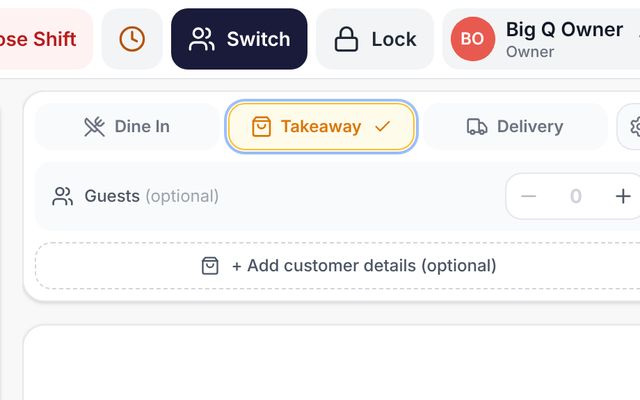 ose Shift
Switch
Lock
BO
Big Q Owner
Owner
Dine In
Takeaway
Delivery
Guests (optional)
0
+ Add customer details (optional)